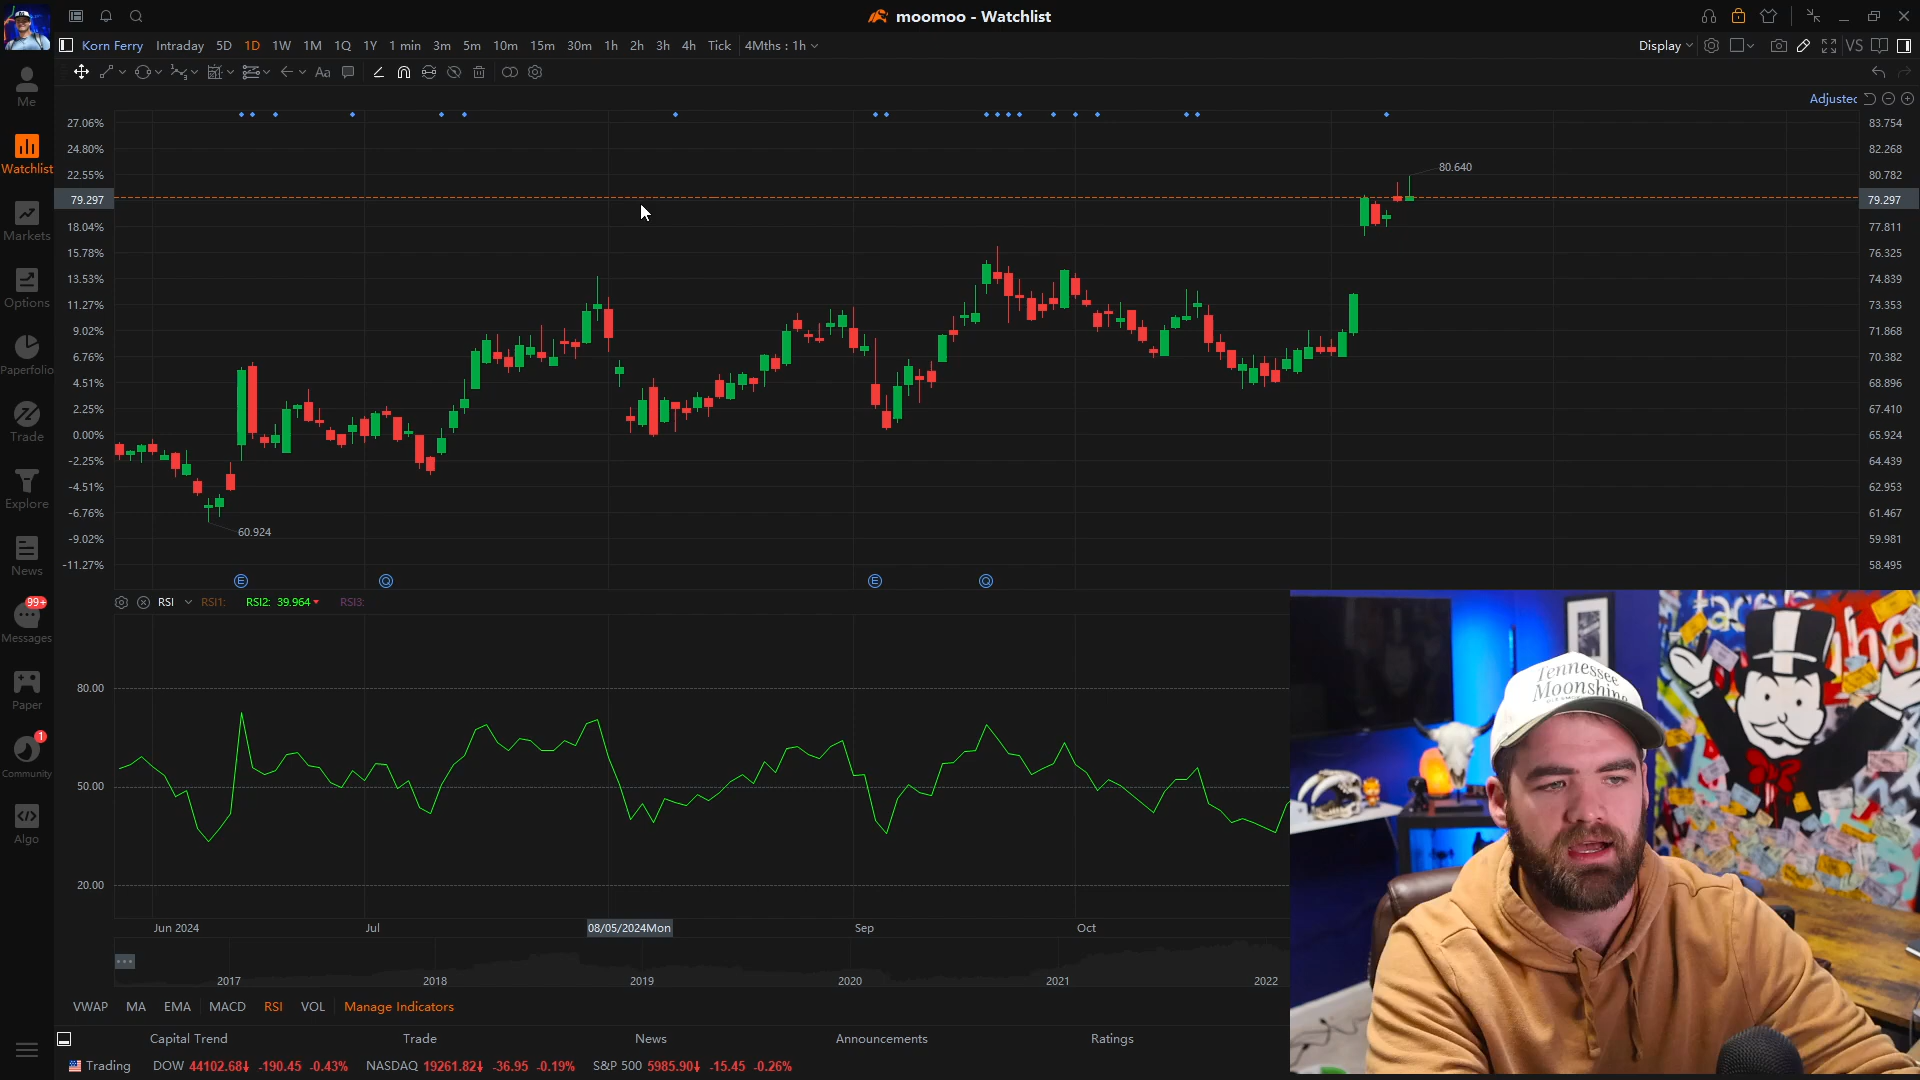 moomoo - Watchlist
Korn Ferry Intraday 5D 1D 1W 1M 1Q 1Y 1 min 3m 5m 10m 15m 30m 1h 2h 3h 4h Tick 4Mths : 1h Display VS
Aa
Adjusted
Me
Watchlist
Markets
Options
Paperfolio
Trade
Explore
News
99+
Messages
Paper
1
Community
Algo
27.06% 83.754
24.80% 82.268
22.55% 80.640 80.782
79.297 79.297
18.04% 77.811
15.78% 76.325
13.53% 74.839
11.27% 73.353
9.02% 71.868
6.76% 70.382
4.51% 68.896
2.25% 67.410
0.00% 65.924
-2.25% 64.439
-4.51% 62.953
-6.76% 61.467
60.924
-9.02% 59.981
-11.27% 58.495
E Q E Q
RSI RSI1: RSI2: 39.964 RSI3:
80.00
50.00
20.00
Jun 2024 Jul 08/05/2024Mon Sep Oct
2017 2018 2019 2020 2021 2022
VWAP MA EMA MACD RSI VOL Manage Indicators
Capital Trend Trade News Announcements Ratings
Trading DOW 44102.68 -190.45 -0.43% NASDAQ 19261.82 -36.95 -0.19% S&P 500 5985.90 -15.45 -0.26%
Tennessee
Moonshine